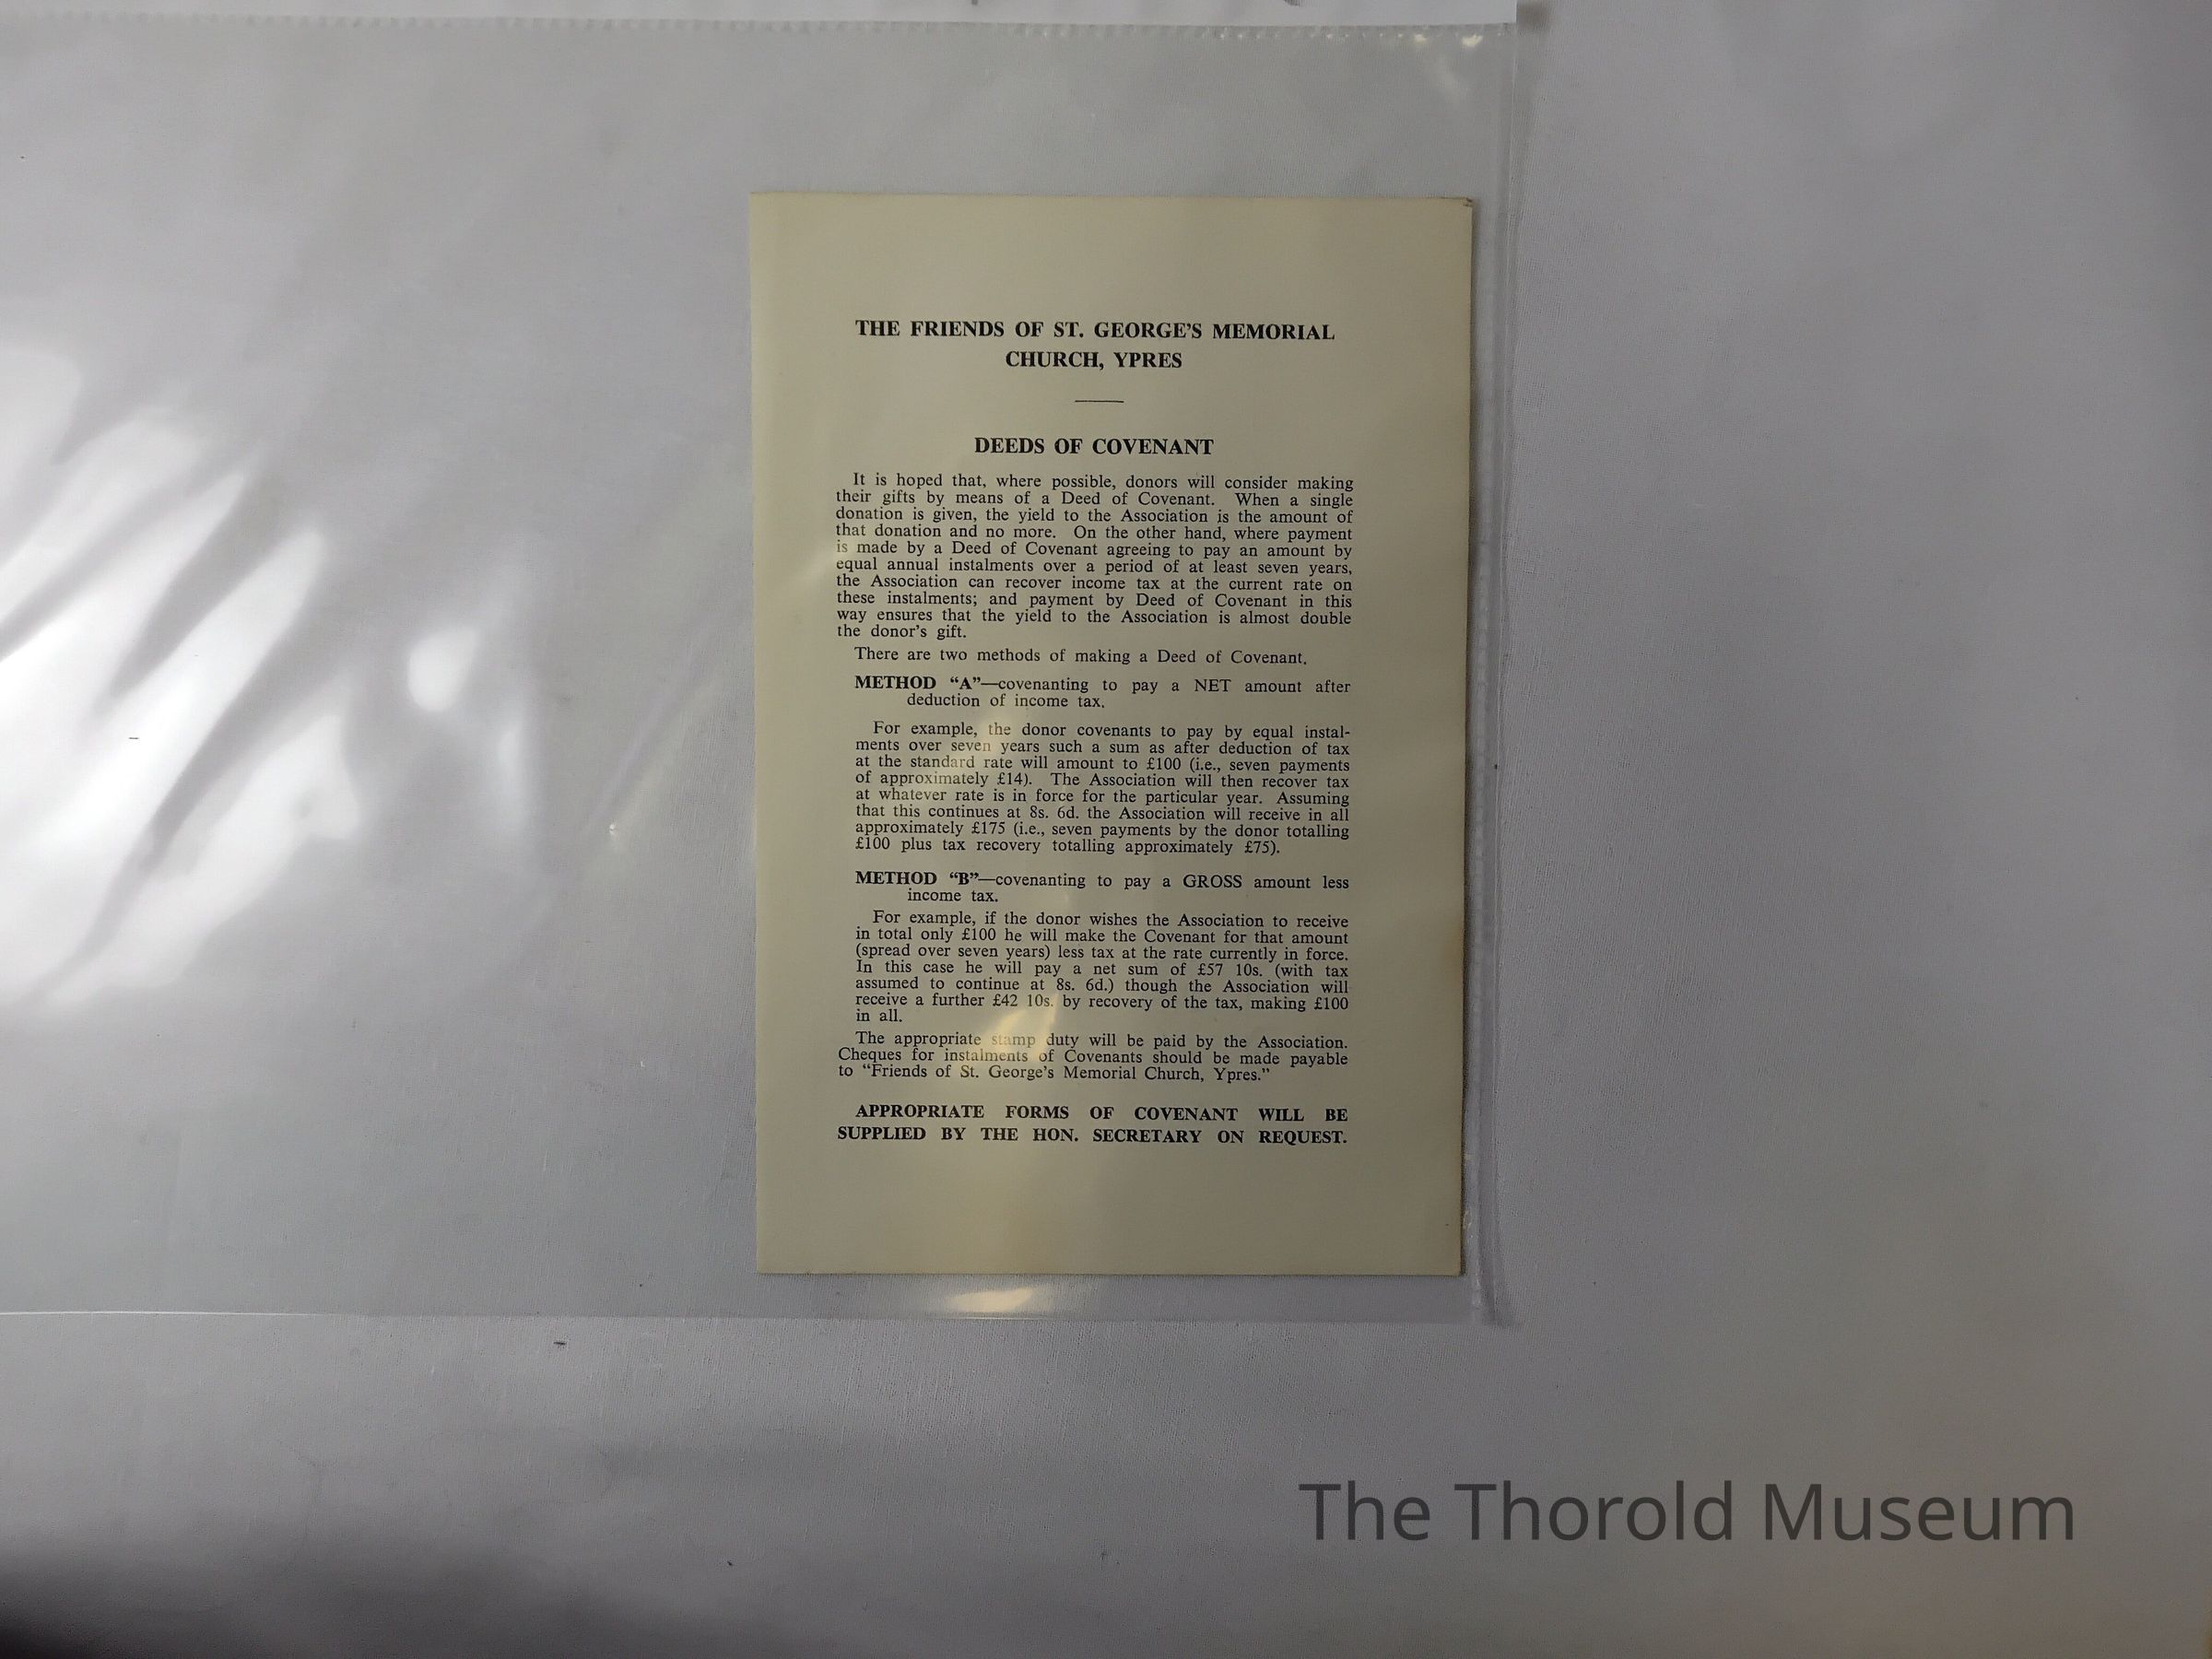 THE FRIENDS OF ST. GEORGE'S MEMORIAL
CHURCH, YPRES
DEEDS OF COVENANT
It is hoped that, where possible, donors will consider making
their gifts by means of a Deed of Covenant. When a single
donation is given, the yield to the Association is the amount of
that donation and no more. On the other hand, where payment
is made by a Deed of Covenant agreeing to pay an amount by
equal annual instalments over a period of at least seven years,
the Association can recover income tax at the current rate on
these instalments; and payment by Deed of Covenant in this
way ensures that the yield to the Association is almost double
the donor's gift.
There are two methods of making a Deed of Covenant.
METHOD “A”—covenanting to pay a NET amount after
deduction of income tax.
For example, the donor covenants to pay by equal instal-
ments over seven years such a sum as after deduction of tax
at the standard rate will amount to £100 (i.e., seven payments
of approximately £14). The Association will then recover tax
at whatever rate is in force for the particular year. Assuming
that this continues at 8s. 6d. the Association will receive in all
approximately £175 (i.e., seven payments by the donor totalling
£100 plus tax recovery totalling approximately £75).
METHOD “B”—covenanting to pay a GROSS amount less
income tax.
For example, if the donor wishes the Association to receive
in total only £100 he will make the Covenant for that amount
(spread over seven years) less tax at the rate currently in force.
In this case he will pay a net sum of £57 10s. (with tax
assumed to continue at 8s. 6d.) though the Association will
receive a further £42 10s. by recovery of the tax, making £100
in all.
The appropriate stamp duty will be paid by the Association.
Cheques for instalments of Covenants should be made payable
to “Friends of St. George's Memorial Church, Ypres.”
APPROPRIATE FORMS OF COVENANT WILL BE
SUPPLIED BY THE HON. SECRETARY ON REQUEST.
The Thorold Museum